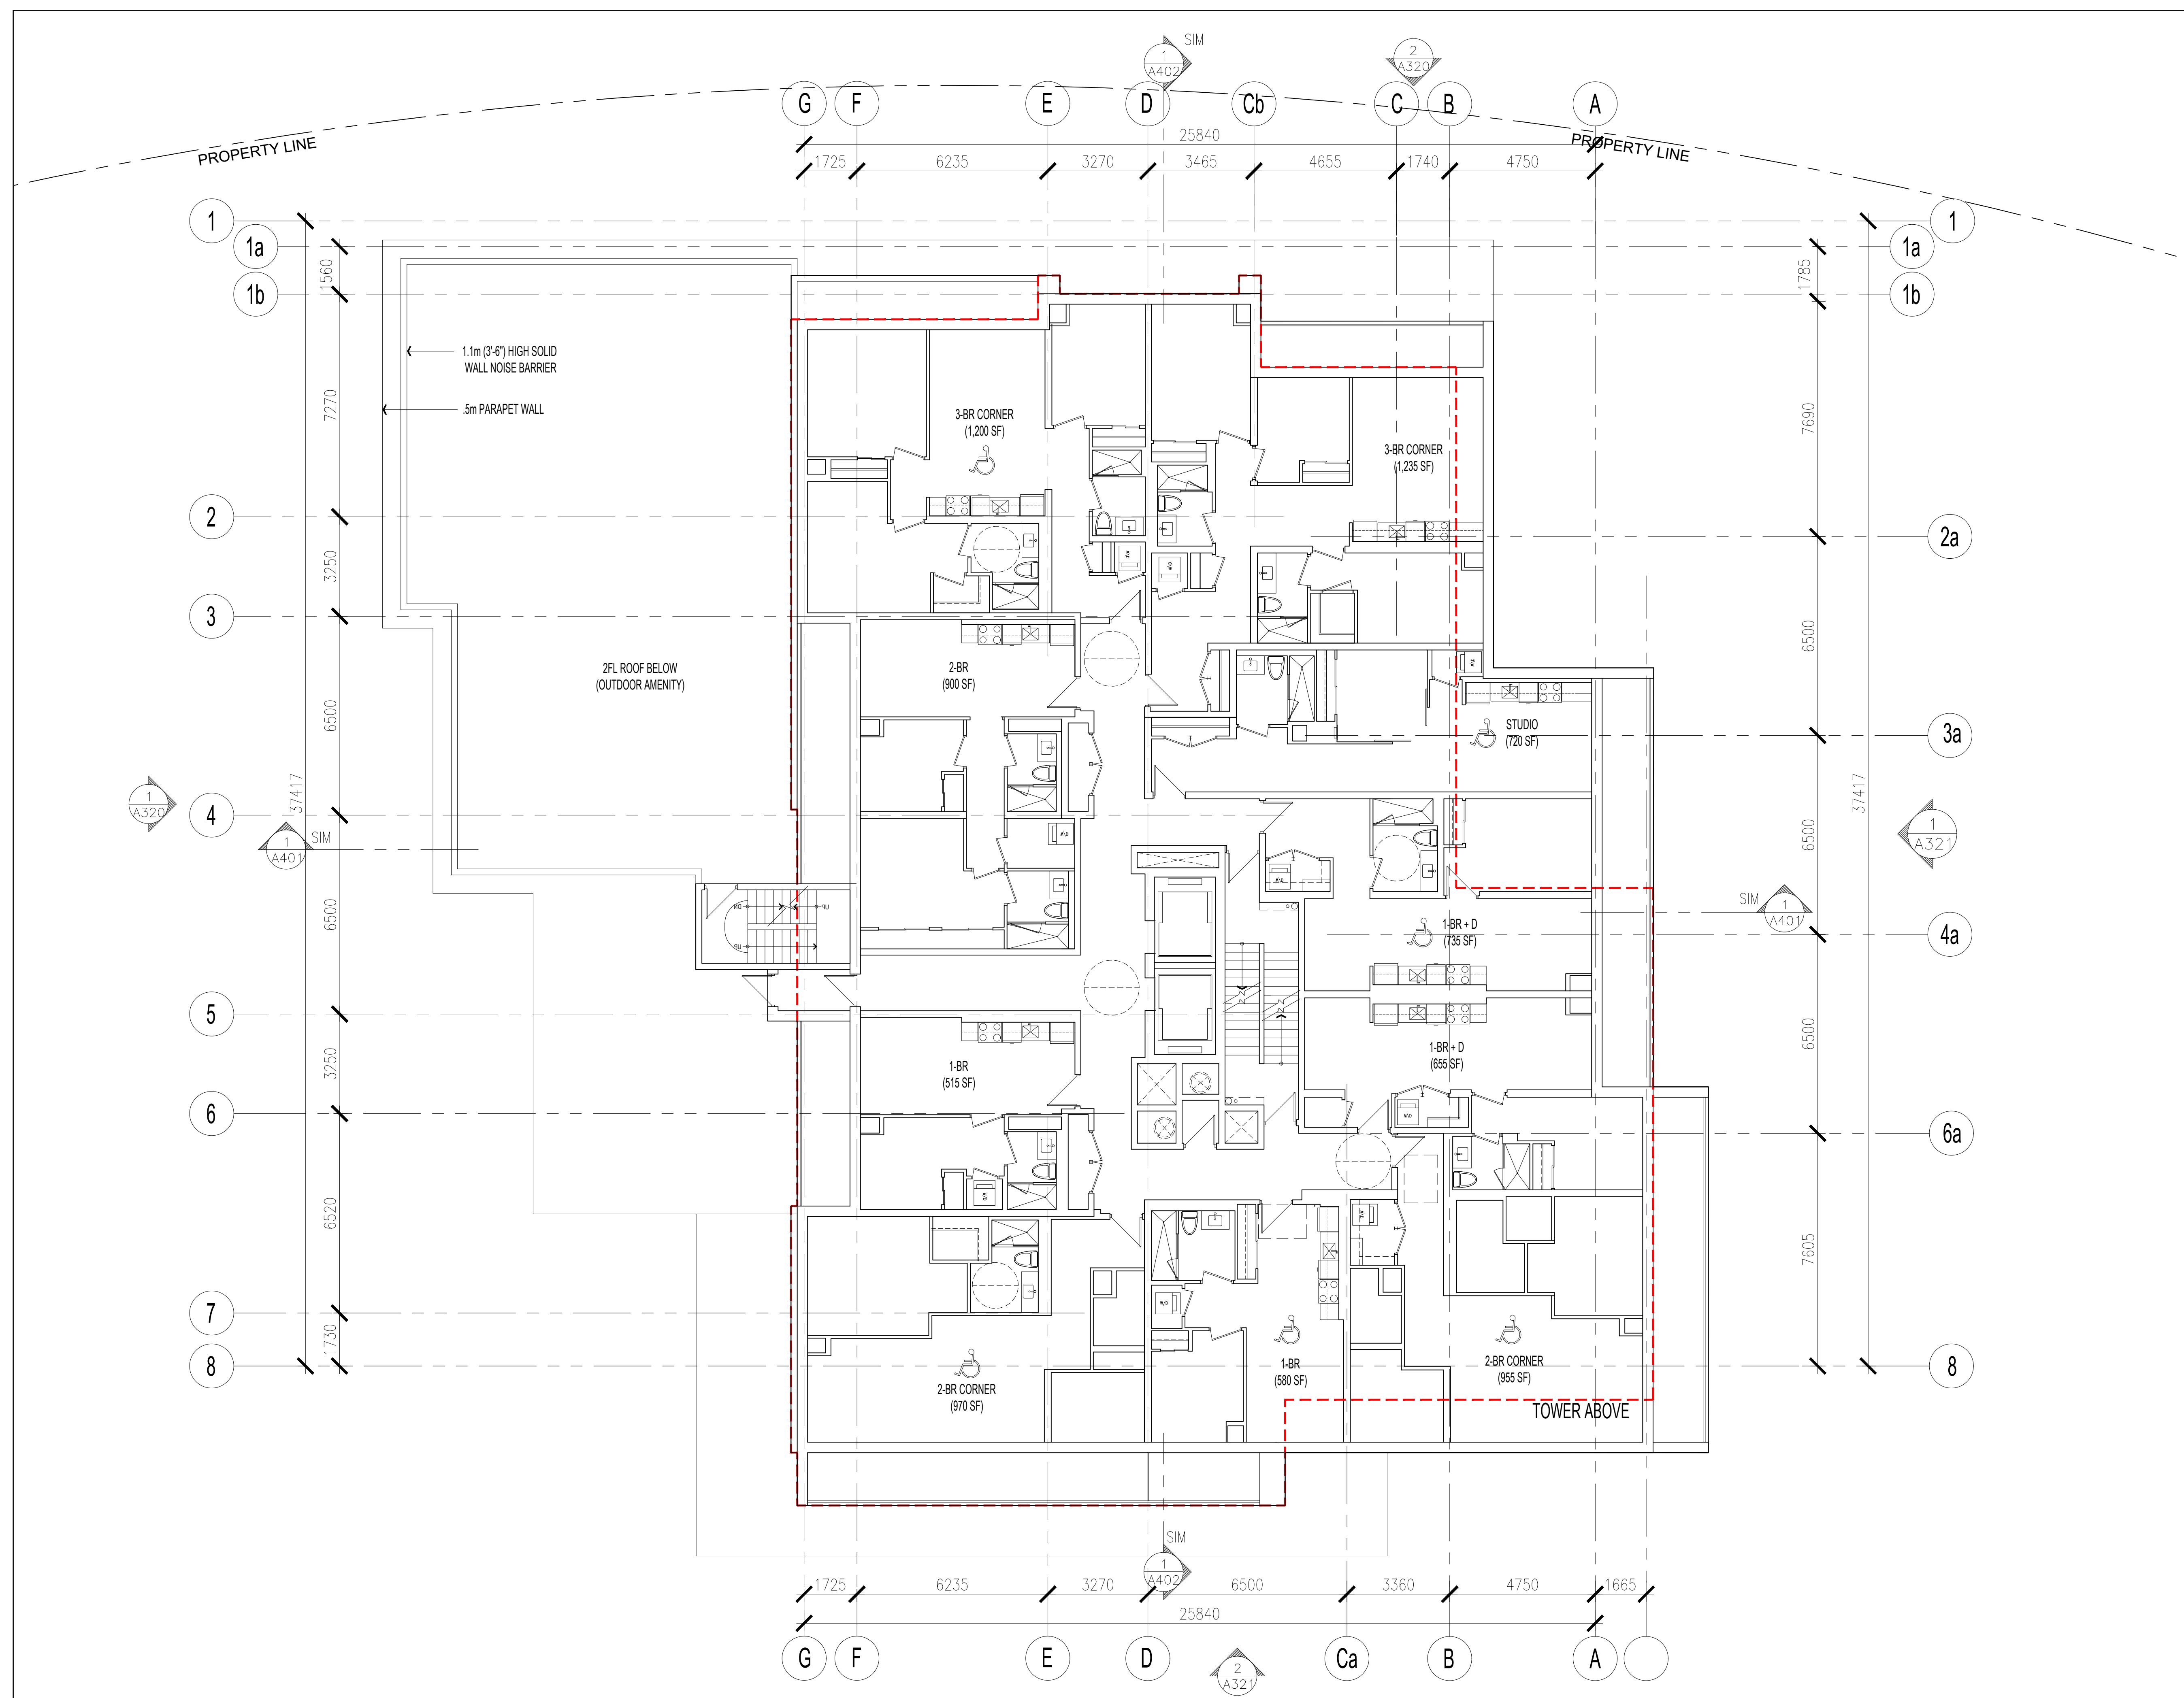 SIM
1
A402
2
A320
G
F
E
D
Cb
C
B
A
25840
PROPERTY LINE
PROPERTY LINE
1725
6235
3270
3465
4655
1740
4750
1
1
1a
1a
1560
1785
1b
1b
1.1m (3'-6") HIGH SOLID
WALL NOISE BARRIER
.5m PARAPET WALL
7270
7690
3-BR CORNER
(1,200 SF)
3-BR CORNER
(1,235 SF)
2
2a
3250
W/D
W/D
3
6500
2FL ROOF BELOW
(OUTDOOR AMENITY)
2-BR
(900 SF)
W/D
6500
STUDIO
(720 SF)
3a
37417
37417
1
A320
4
1
A401
SIM
W/D
W/D
6500
1
A321
6500
DN
UP
UP
SIM
1
A401
1-BR + D
(735 SF)
4a
5
3250
1-BR
(515 SF)
1-BR + D
(655 SF)
6500
6
W/D
6a
6520
W/D
W/D
7605
W/D
7
1730
8
8
2-BR CORNER
(970 SF)
1-BR
(580 SF)
2-BR CORNER
(955 SF)
TOWER ABOVE
SIM
1
A402
1725
6235
3270
6500
3360
4750
1665
25840
G
F
E
D
Ca
B
A
2
A321